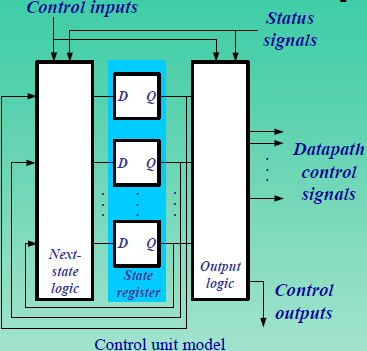 Control inputs
Status
signals
D Q
D Q
D Q
Datapath
control
signals
Next-
state
logic
State
register
Output
logic
Control
outputs
Control unit model